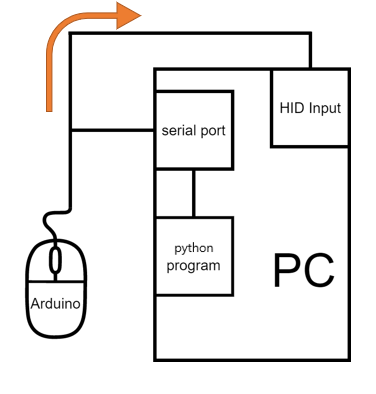 HID Input
serial port
python
program
PC
Arduino